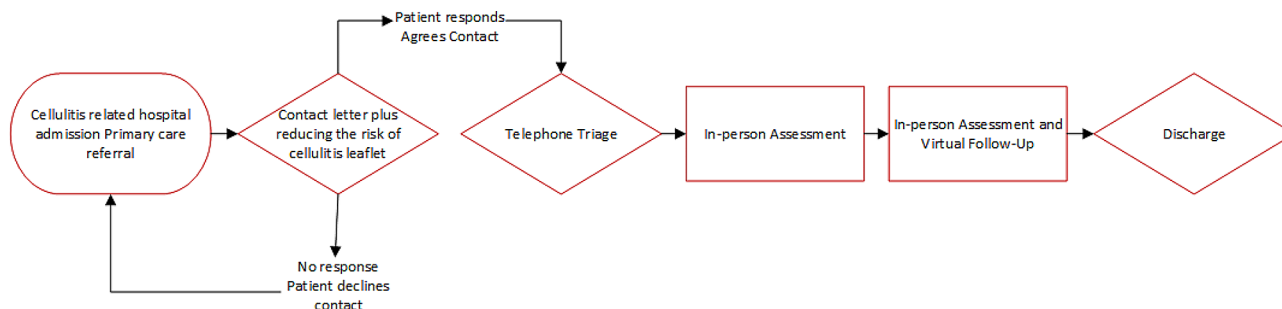 Patient responds
Agrees Contact
Cellulitis related hospital
admission Primary care
referral
Contact letter plus
reducing the risk of
cellulitis leaflet
Telephone Triage
In-person Assessment
In-person Assessment and
Virtual Follow-Up
Discharge
No response
Patient declines
contact